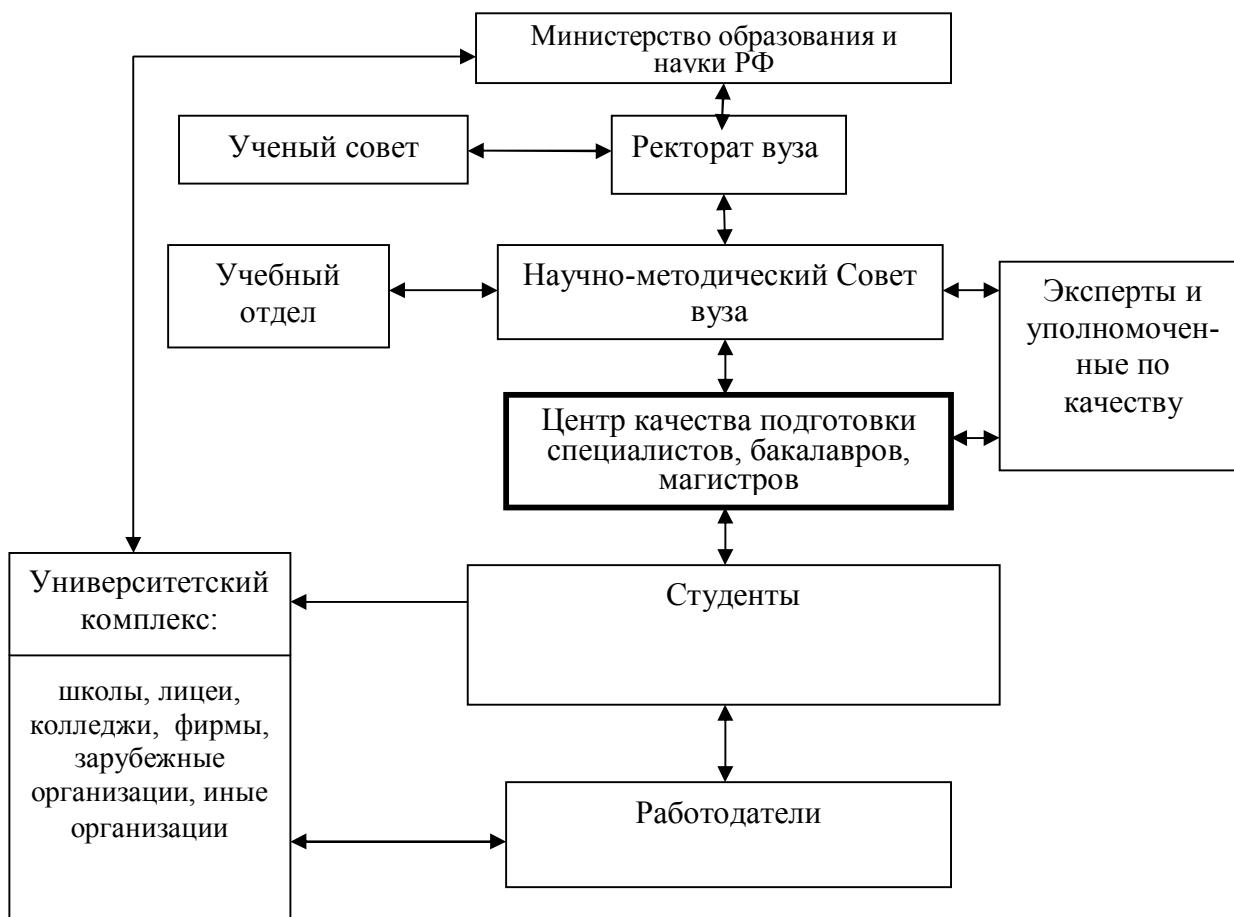 Министерство образования и
науки РФ
Ученый совет
Ректорат вуза
Учебный
отдел
Научно-методический Совет
вуза
Эксперты и
уполномочен-
ные по
качеству
Центр качества подготовки
специалистов, бакалавров,
магистров
Университетский
комплекс:
Студенты
школы, лицеи,
колледжи, фирмы,
зарубежные
организации, иные
организации
Работодатели